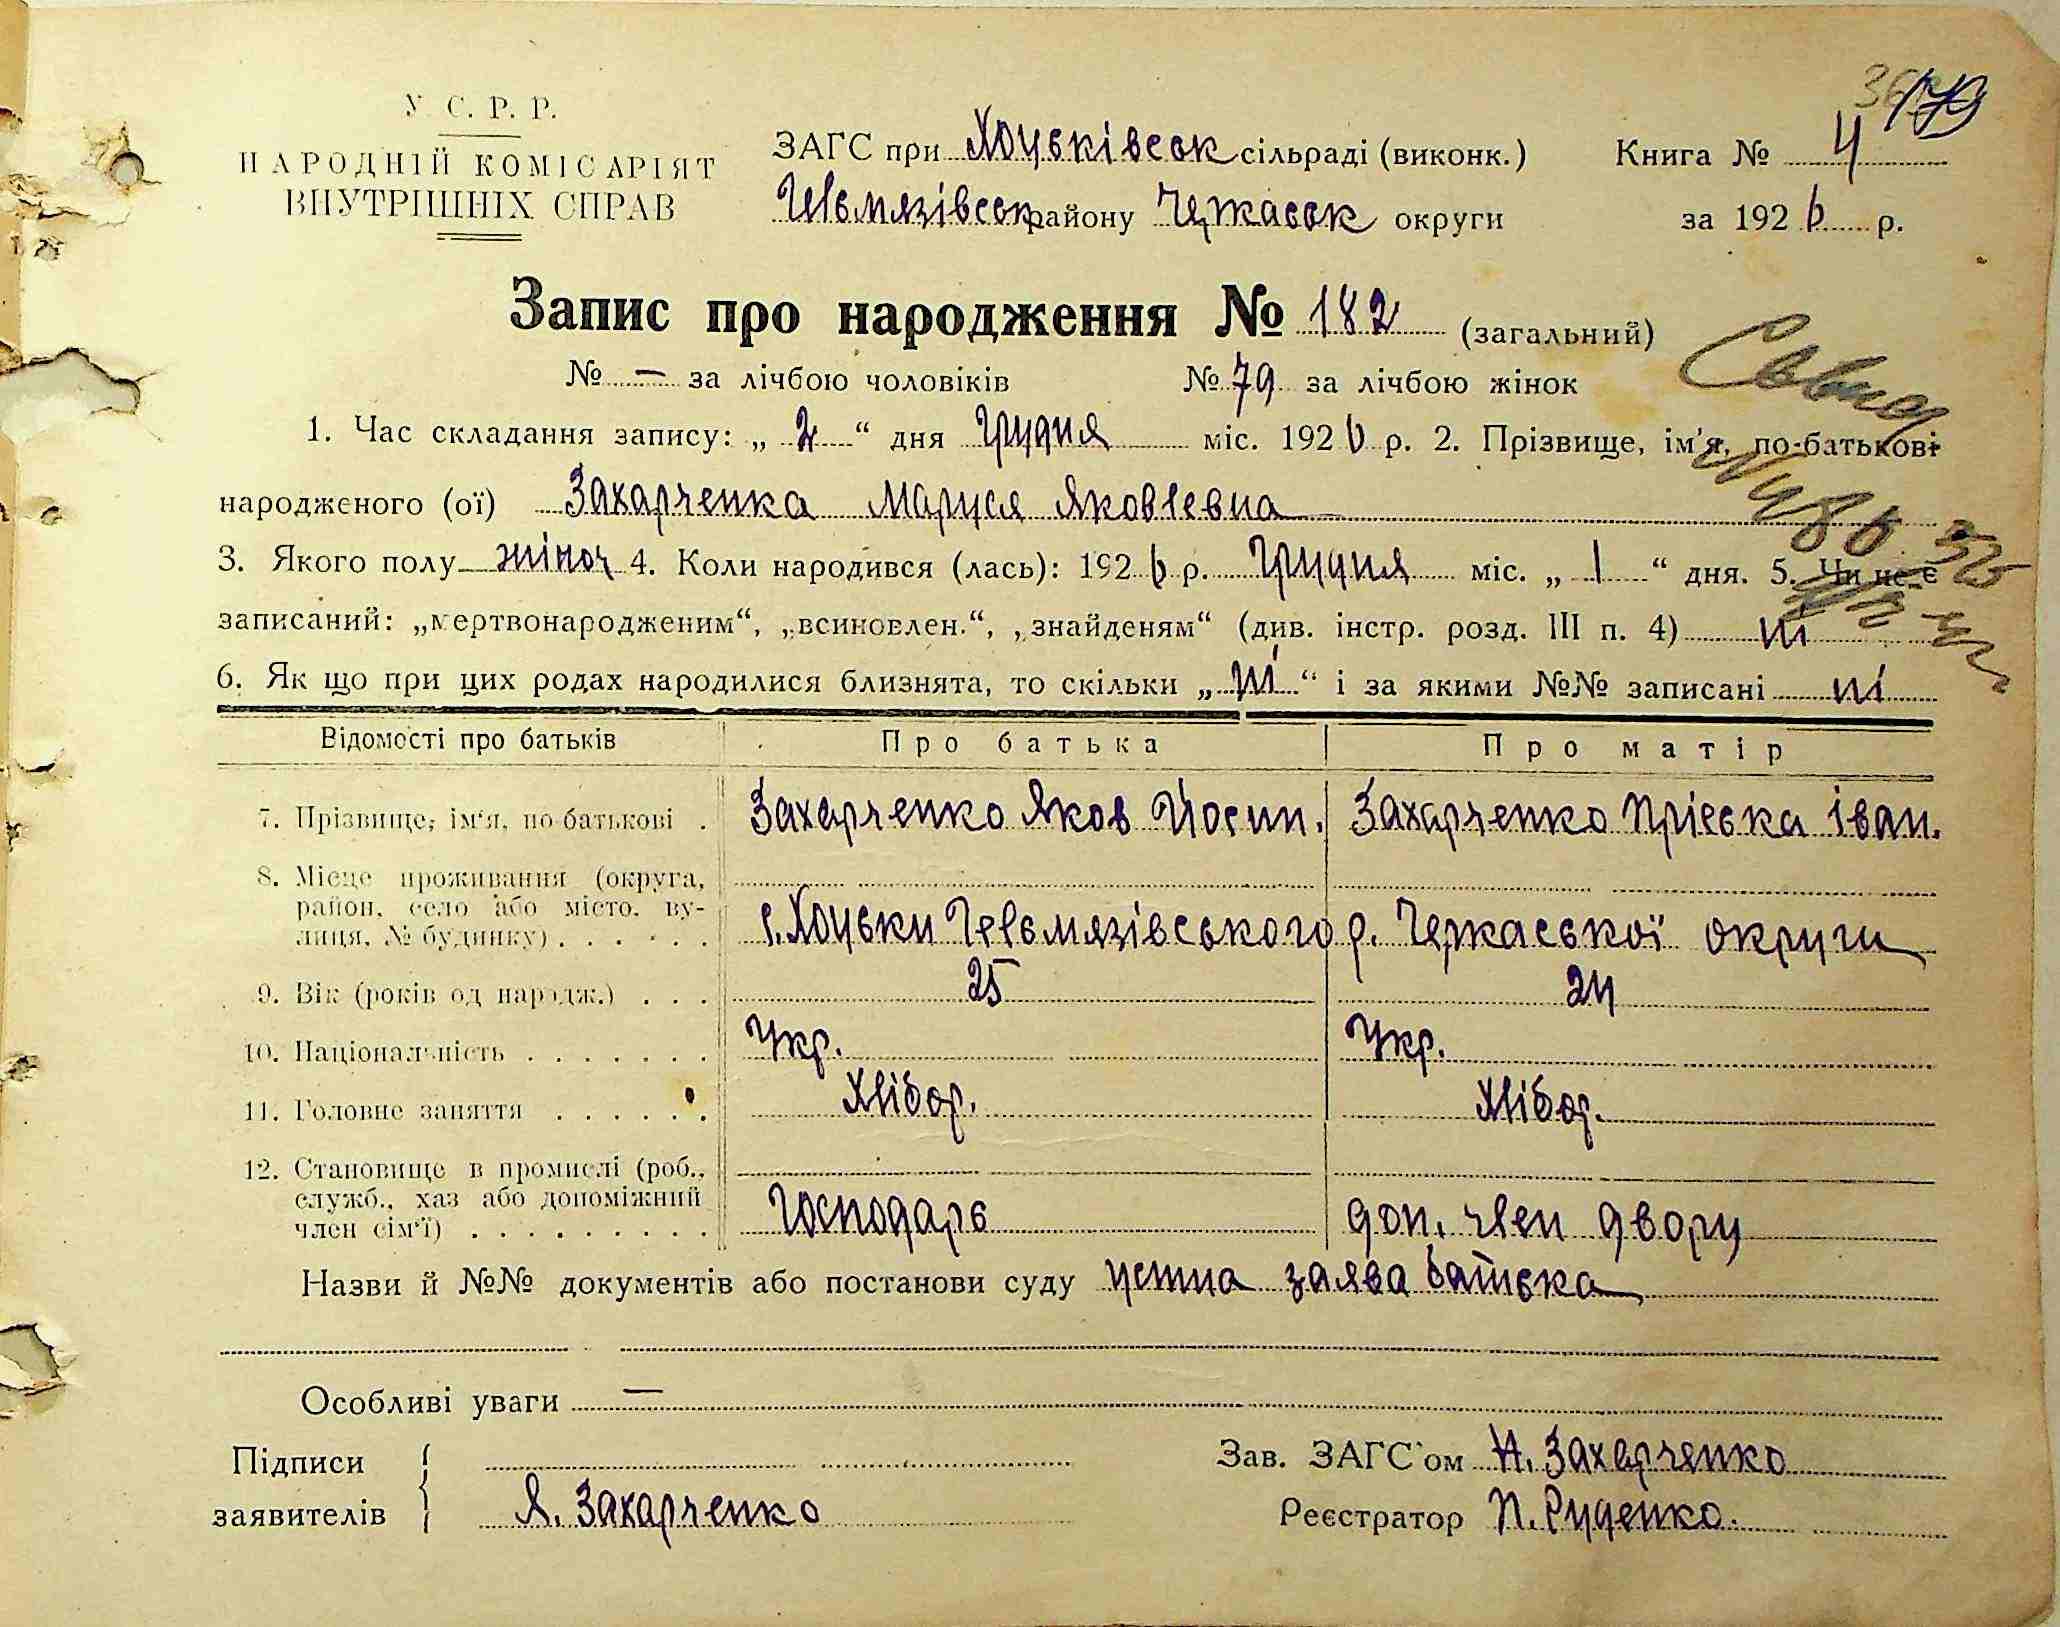 179
У. С. Р. Р.
НАРОДНІЙ КОМІСАРІЯТ
ВНУТРІШНІХ СПРАВ
ЗАГС при Хоцьківськ сільраді (виконк.) Книга № 4
Гельмязівськ району Черкаськ округи за 1926 р.
Запис про народження № 182 (загальний)
№ — за лічбою чоловіків № 79 за лічбою жінок
1. Час складання запису: „ 2 “ дня грудня міс. 1926 р. 2. Прізвище, ім'я, по-батькові
народженого (ої) Захарченка Маруся Яковлевна
3. Якого полу жіноч 4. Коли народився (лась): 1926 р. грудня міс. „ 1 “ дня. 5. Чи не є
записаний: „мертвонародженим“, „всиновлен.“, „знайденям“ (див. інстр. розд. III п. 4) ні
6. Як що при цих родах народилися близнята, то скільки „ ні “ і за якими №№ записані ні
Відомості про батьків Про батька Про матір
7. Прізвище, ім'я, по-батькові . Захарченко Яков Йосип. Захарченко Пріська Іван.
8. Місце проживання (округа,
район, село або місто, ву-
лиця, № будинку) . . . . . . с. Хоцьки Гельмязівського р. Черкаської округи
9. Вік (років од народж.) . . . 25 24
10. Національність . . . . . . . Укр. Укр.
11. Головне заняття . . . . . . Хлібор. Хлібор.
12. Становище в промислі (роб.,
служб., хаз або допоміжний
член сім'ї) . . . . . . . . . Господарь доп. член двору
Назви й №№ документів або постанови суду устна заява батька
Особливі уваги —
Підписи Зав. ЗАГС'ом Н. Захарченко
заявителів Я. Захарченко Реєстратор П. Руденко.